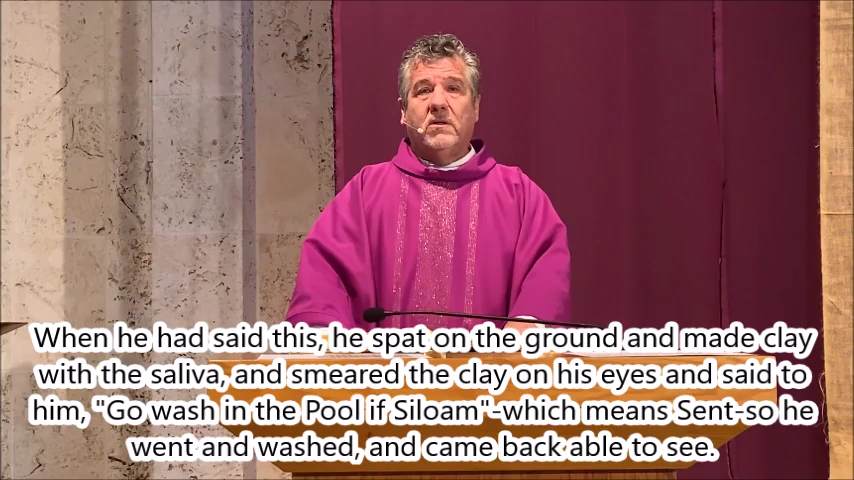 When he had said this, he spat on the ground and made clay
with the saliva, and smeared the clay on his eyes and said to
him, "Go wash in the Pool if Siloam"-which means Sent-so he
went and washed, and came back able to see.